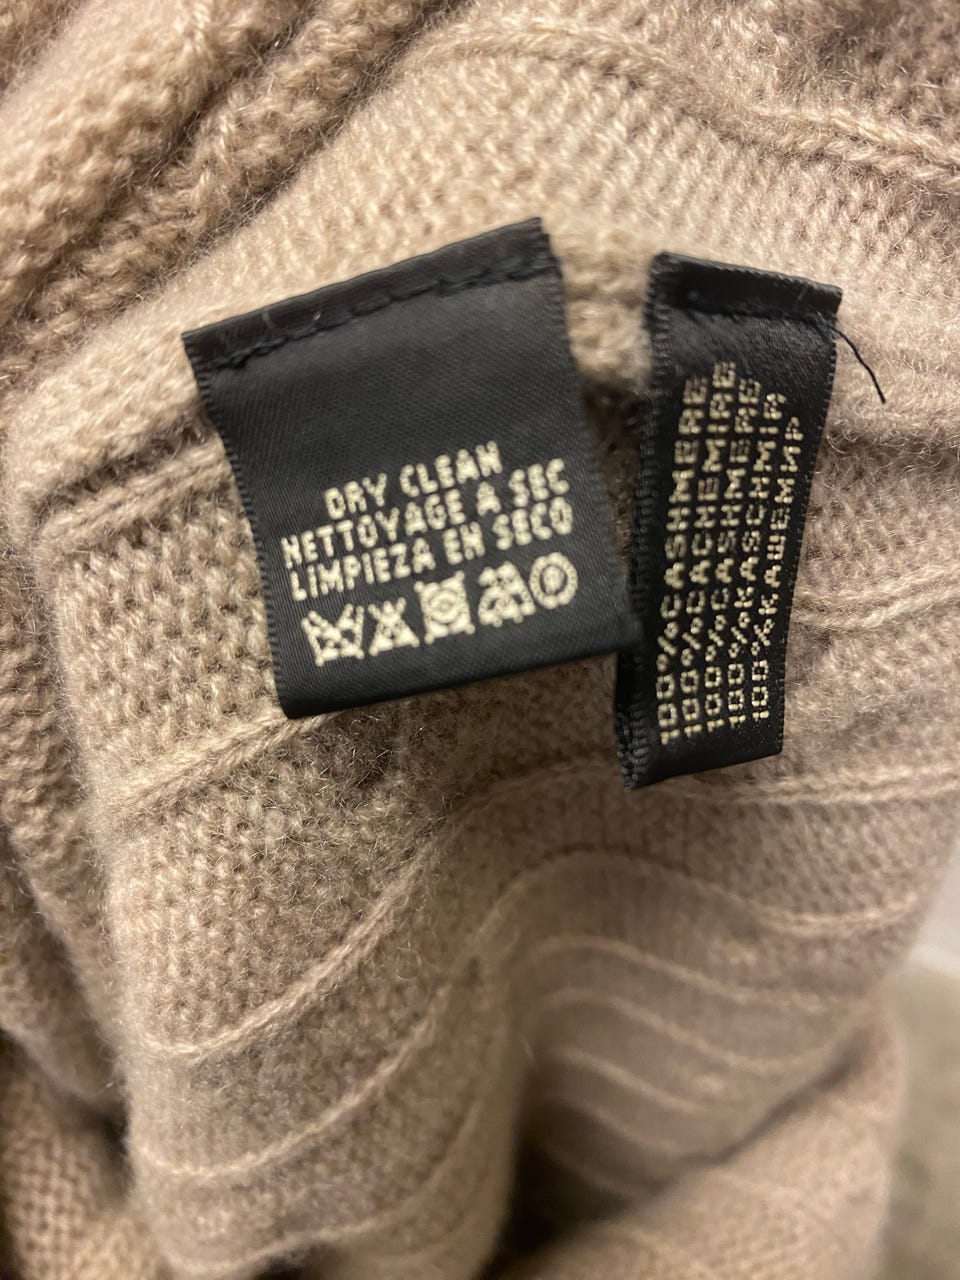 DRY CLEAN
NETTOYAGE A SEC
LIMPIEZA EN SECO
P
100%CASHMERE
100%CACHEMIRE
100%CASHMERE
100%KASCHMIR
100%КАШЕМИР